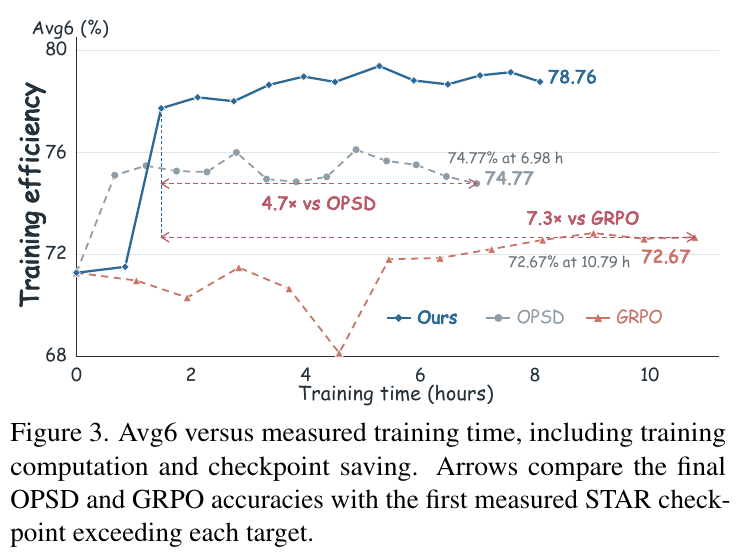 Avg6 (%)
80
76
72
68
Training efficiency
78.76
74.77% at 6.98 h
74.77
4.7× vs OPSD
7.3× vs GRPO
72.67% at 10.79 h
72.67
Ours
OPSD
GRPO
0
2
4
6
8
10
Training time (hours)
Figure 3. Avg6 versus measured training time, including training
computation and checkpoint saving. Arrows compare the final
OPSD and GRPO accuracies with the first measured STAR check-
point exceeding each target.